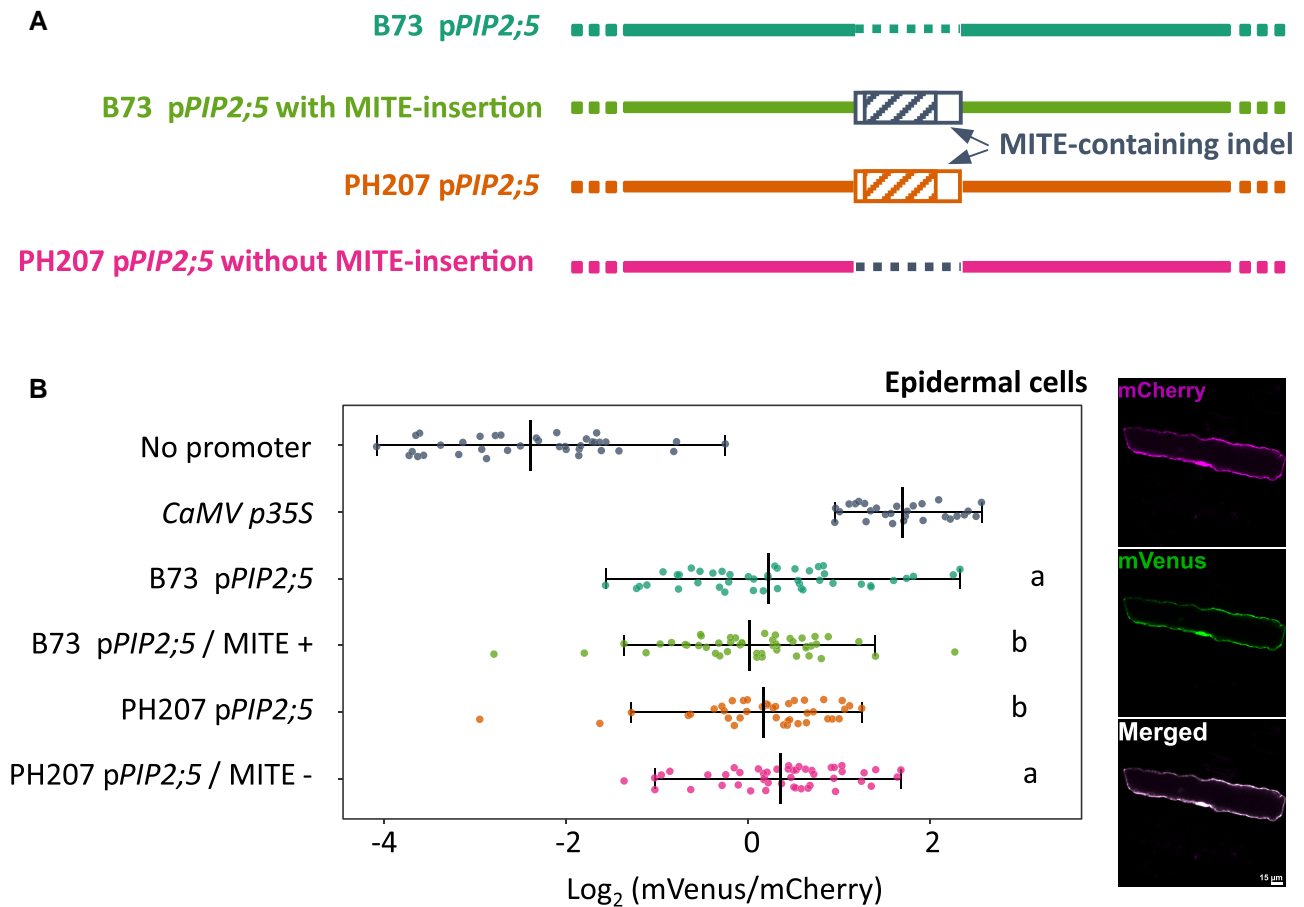 A
B73 pPIP2;5
B73 pPIP2;5 with MITE-insertion
MITE-containing indel
PH207 pPIP2;5
PH207 pPIP2;5 without MITE-insertion
B
Epidermal cells
No promoter
CaMV p35S
B73 pPIP2;5 a
B73 pPIP2;5 / MITE + b
PH207 pPIP2;5 b
PH207 pPIP2;5 / MITE - a
-4 -2 0 2
Log₂ (mVenus/mCherry)
mCherry
mVenus
Merged
15 µm